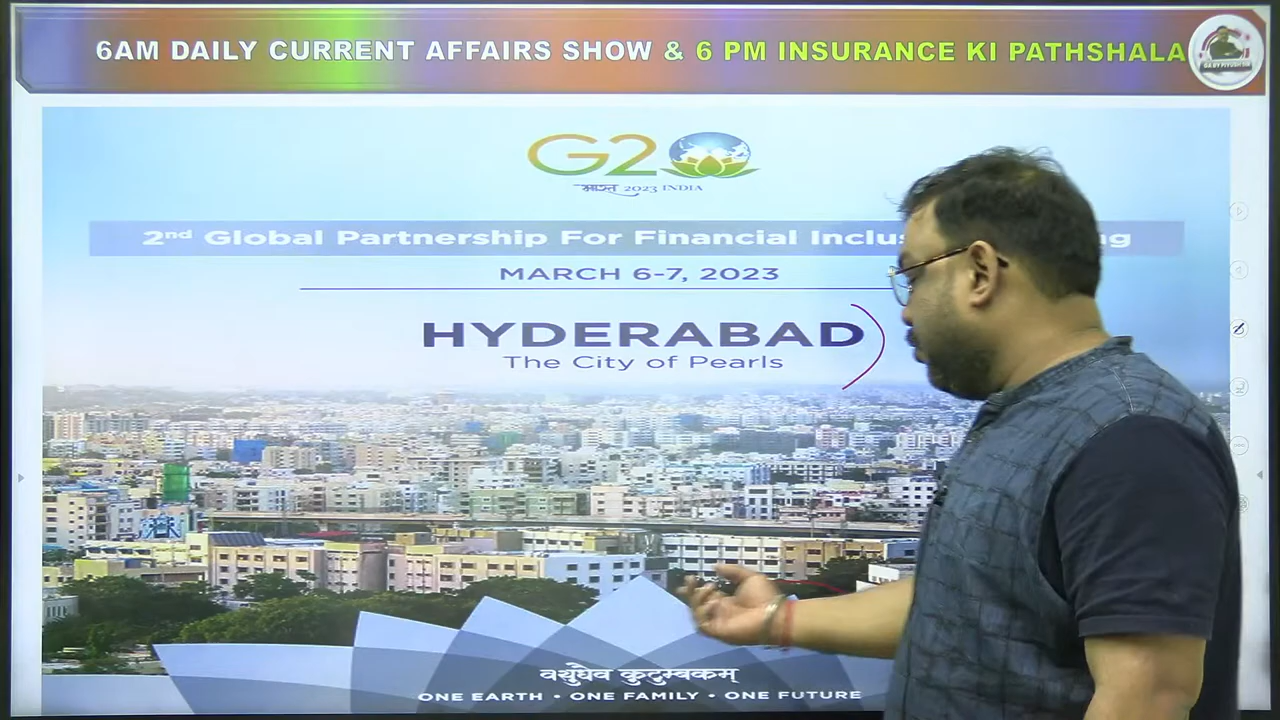 6AM DAILY CURRENT AFFAIRS SHOW & 6 PM INSURANCE KI PATHSHALA
G20
भारत 2023 INDIA
2nd Global Partnership For Financial
MARCH 6-7, 2023
HYDERABAD
The City of Pearls
वसुधैव कुटुम्बकम्
ONE EARTH • ONE FAMILY • ONE FUTURE